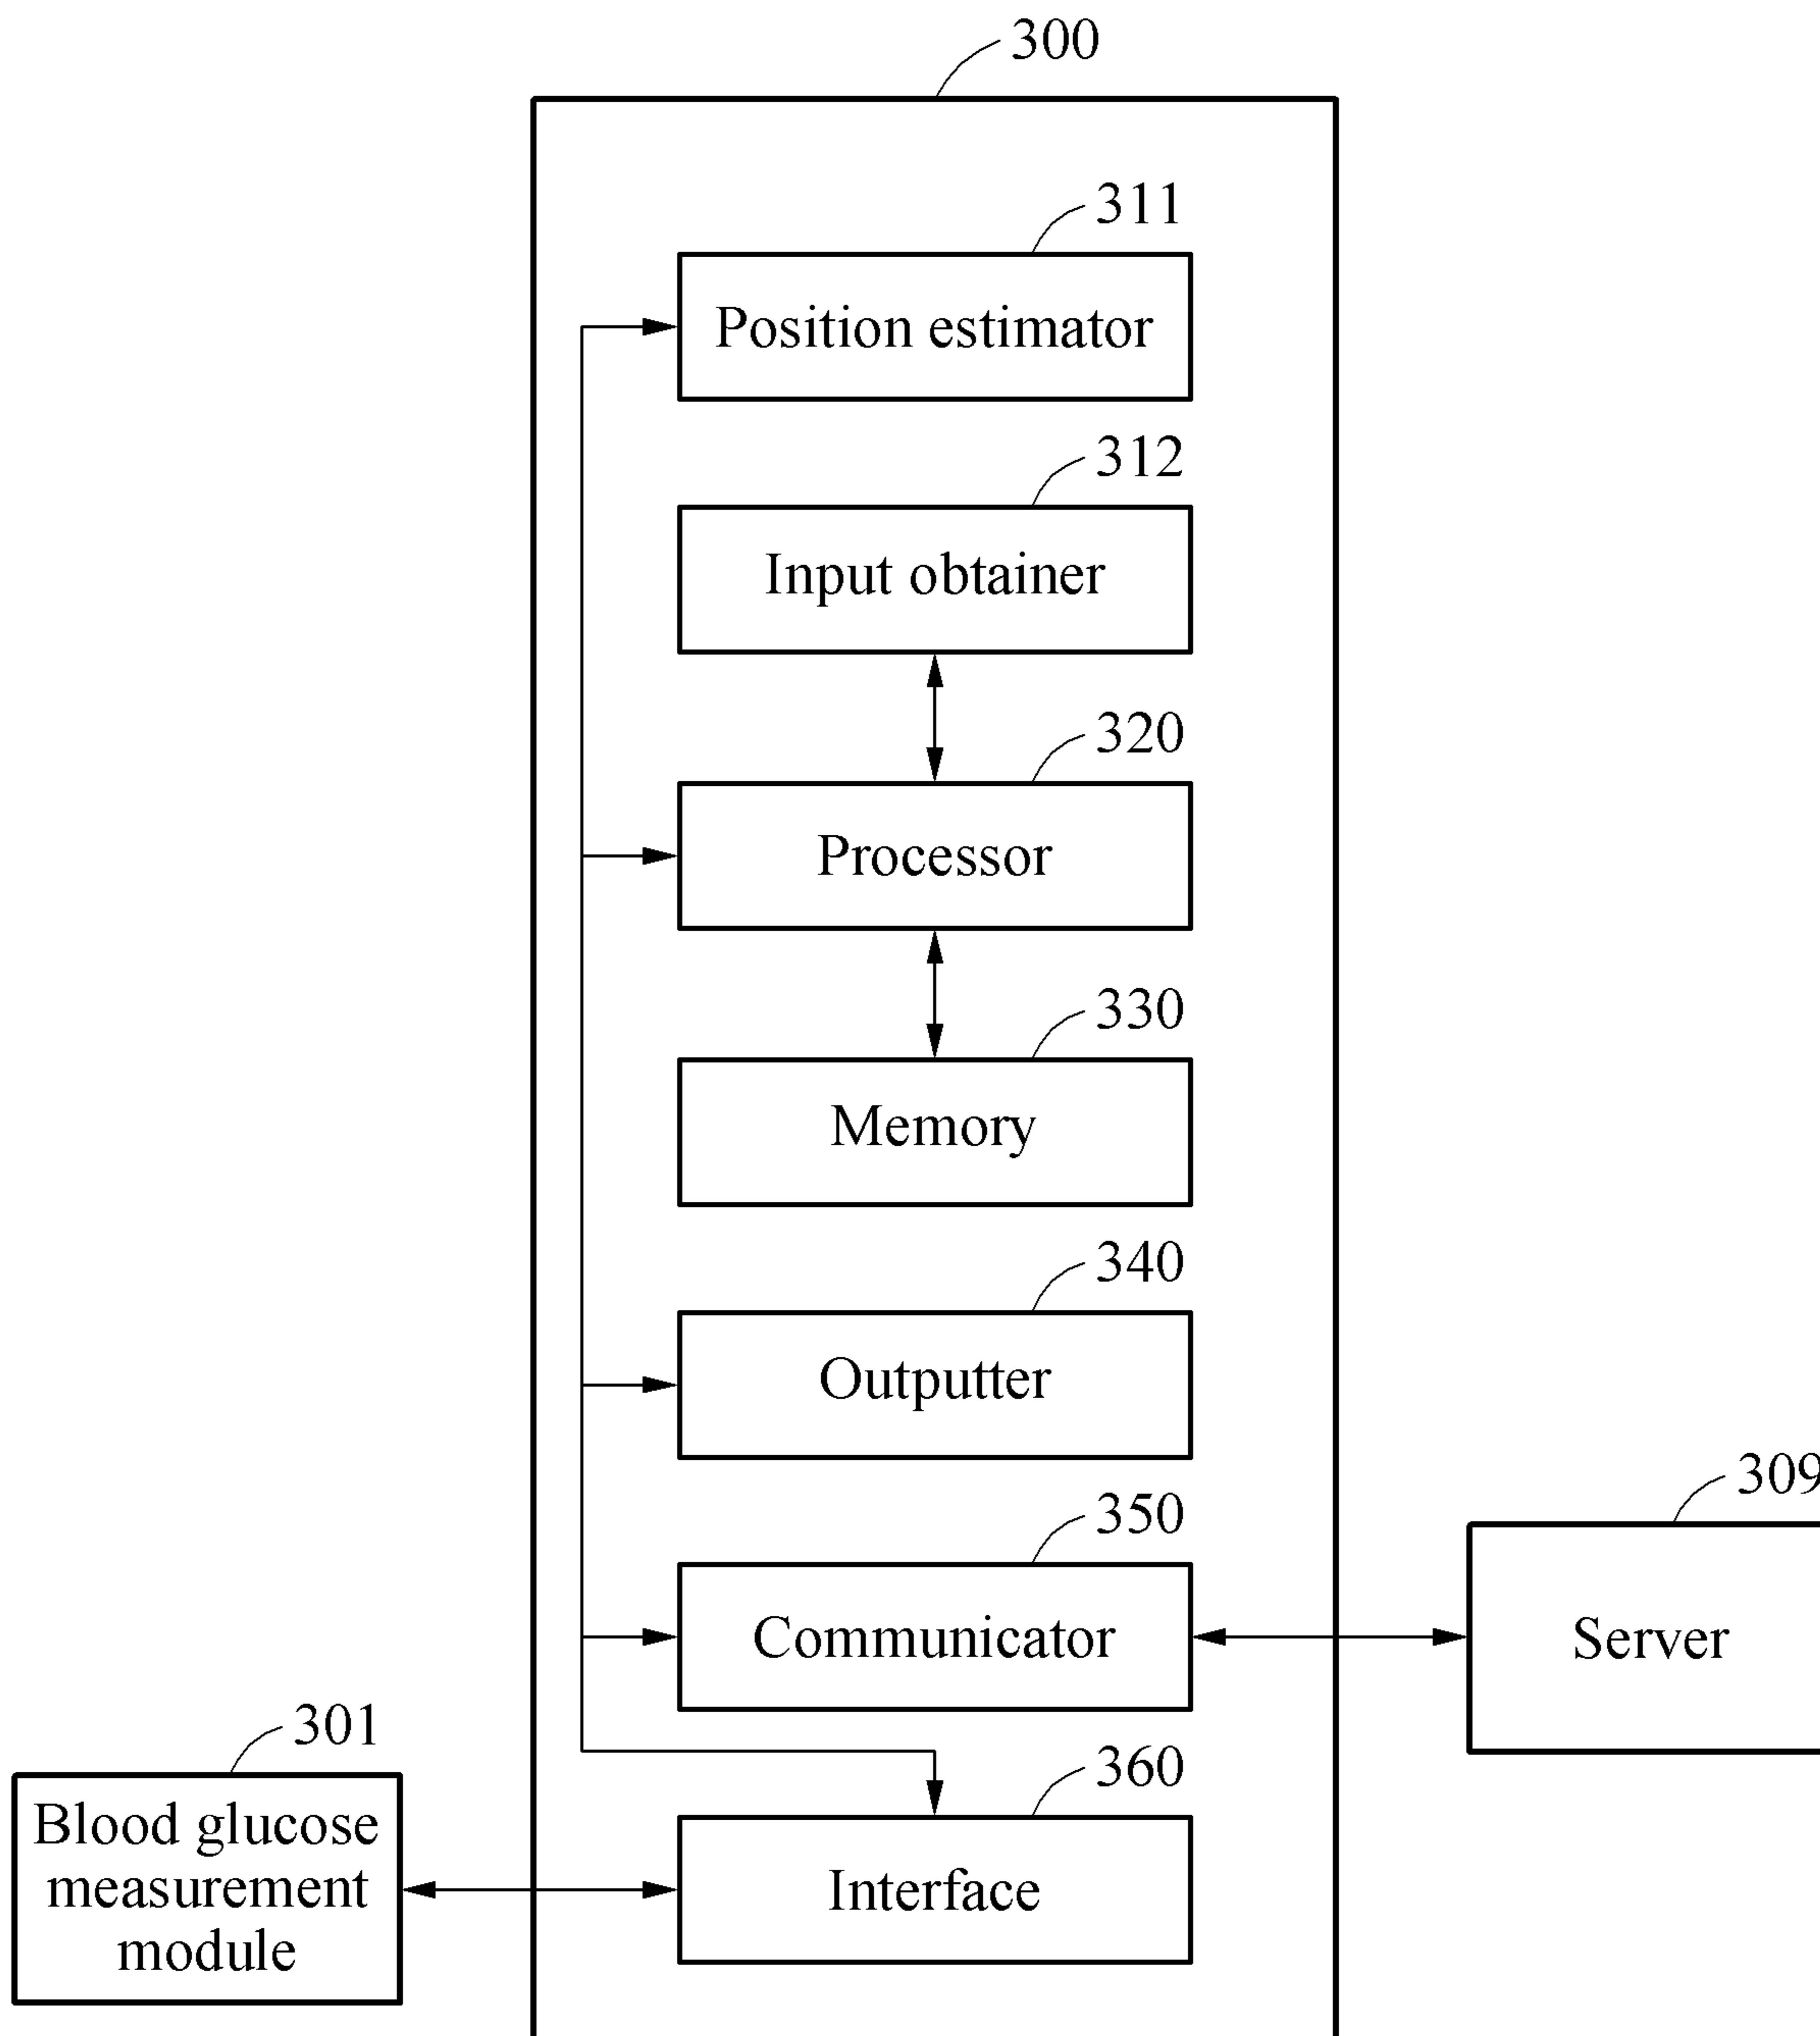 300
311
Position estimator
312
Input obtainer
320
Processor
330
Memory
340
Outputter
350
Communicator
309
Server
301
Blood glucose
measurement
module
360
Interface